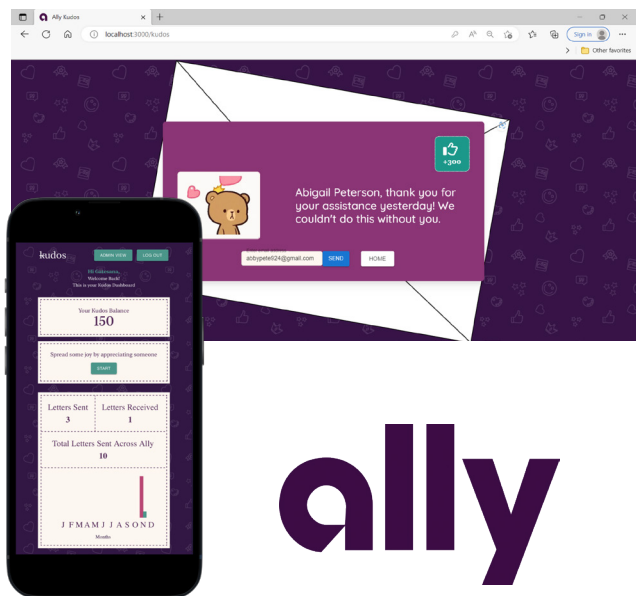 Ally Kudos
localhost:3000/kudos
Sign in
Other favorites
+300
Abigail Peterson, thank you for
your assistance yesterday! We
couldn't do this without you.
abbypete924@gmail.com
SEND
HOME
kudos
ADMIN VIEW
LOG OUT
Welcome Back!
This is your Kudos Dashboard
Your Kudos Balance
150
Spread some joy by appreciating someone
START
Letters Sent
3
Letters Received
1
Total Letters Sent Across Ally
10
J F M A M J J A S O N D
Months
ally